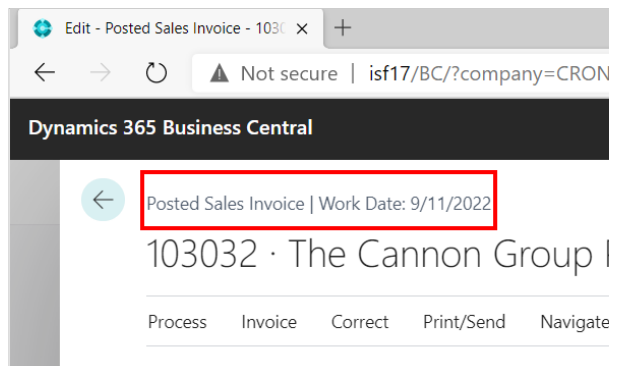 Edit - Posted Sales Invoice - 103
Not secure | isf17/BC/?company=CRON
Dynamics 365 Business Central
Posted Sales Invoice | Work Date: 9/11/2022
103032 · The Cannon Group
Process Invoice Correct Print/Send Navigate